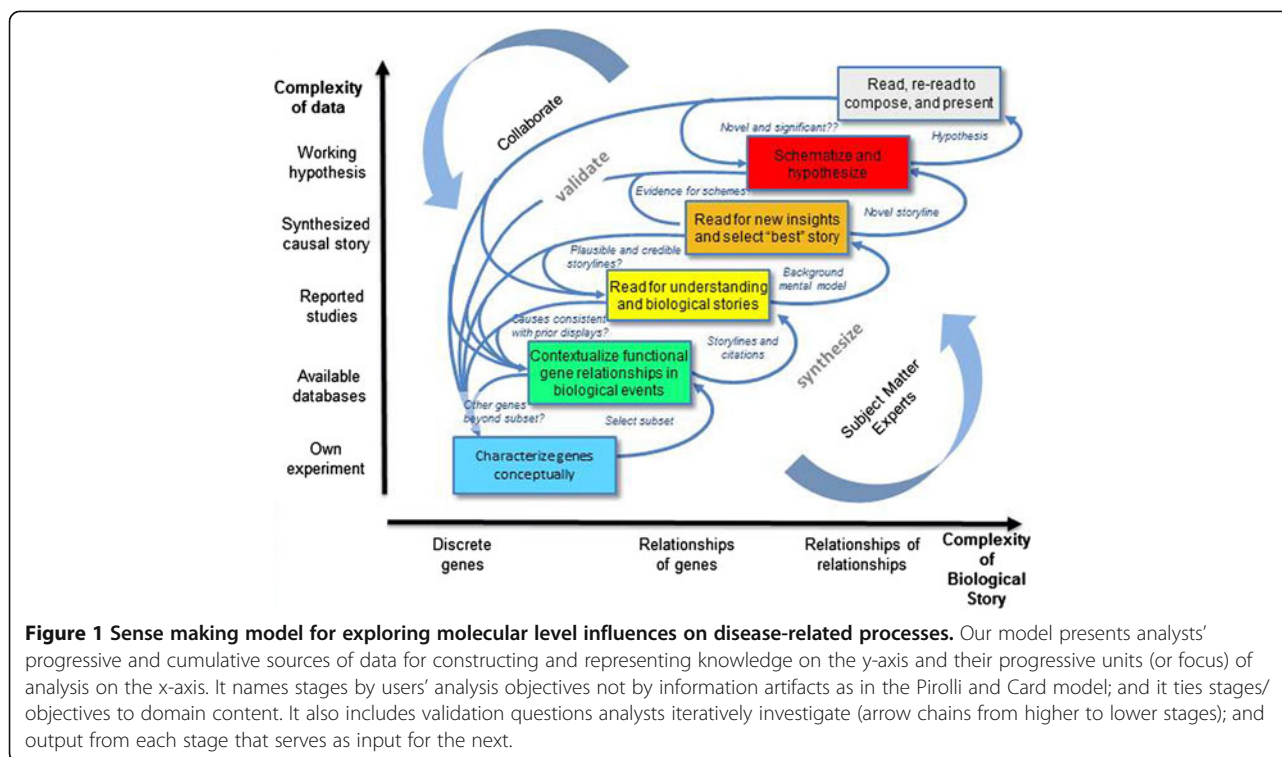 Complexity
of data
Working
hypothesis
Synthesized
causal story
Reported
studies
Available
databases
Own
experiment
Collaborate
validate
Read, re-read to
compose, and present
Novel and significant??
Hypothesis
Schematize and
hypothesize
Evidence for schemes?
Novel storyline
Read for new insights
and select "best" story
Plausible and credible
storylines?
Background
mental model
Read for understanding
and biological stories
Causes consistent
with prior displays?
Storylines and
citations
synthesize
Contextualize functional
gene relationships in
biological events
Other genes
beyond subset?
Select subset
Subject Matter
Experts
Characterize genes
conceptually
Discrete
genes
Relationships
of genes
Relationships of
relationships
Complexity
of
Biological
Story
Figure 1 Sense making model for exploring molecular level influences on disease-related processes. Our model presents analysts'
progressive and cumulative sources of data for constructing and representing knowledge on the y-axis and their progressive units (or focus) of
analysis on the x-axis. It names stages by users' analysis objectives not by information artifacts as in the Pirolli and Card model; and it ties stages/
objectives to domain content. It also includes validation questions analysts iteratively investigate (arrow chains from higher to lower stages); and
output from each stage that serves as input for the next.